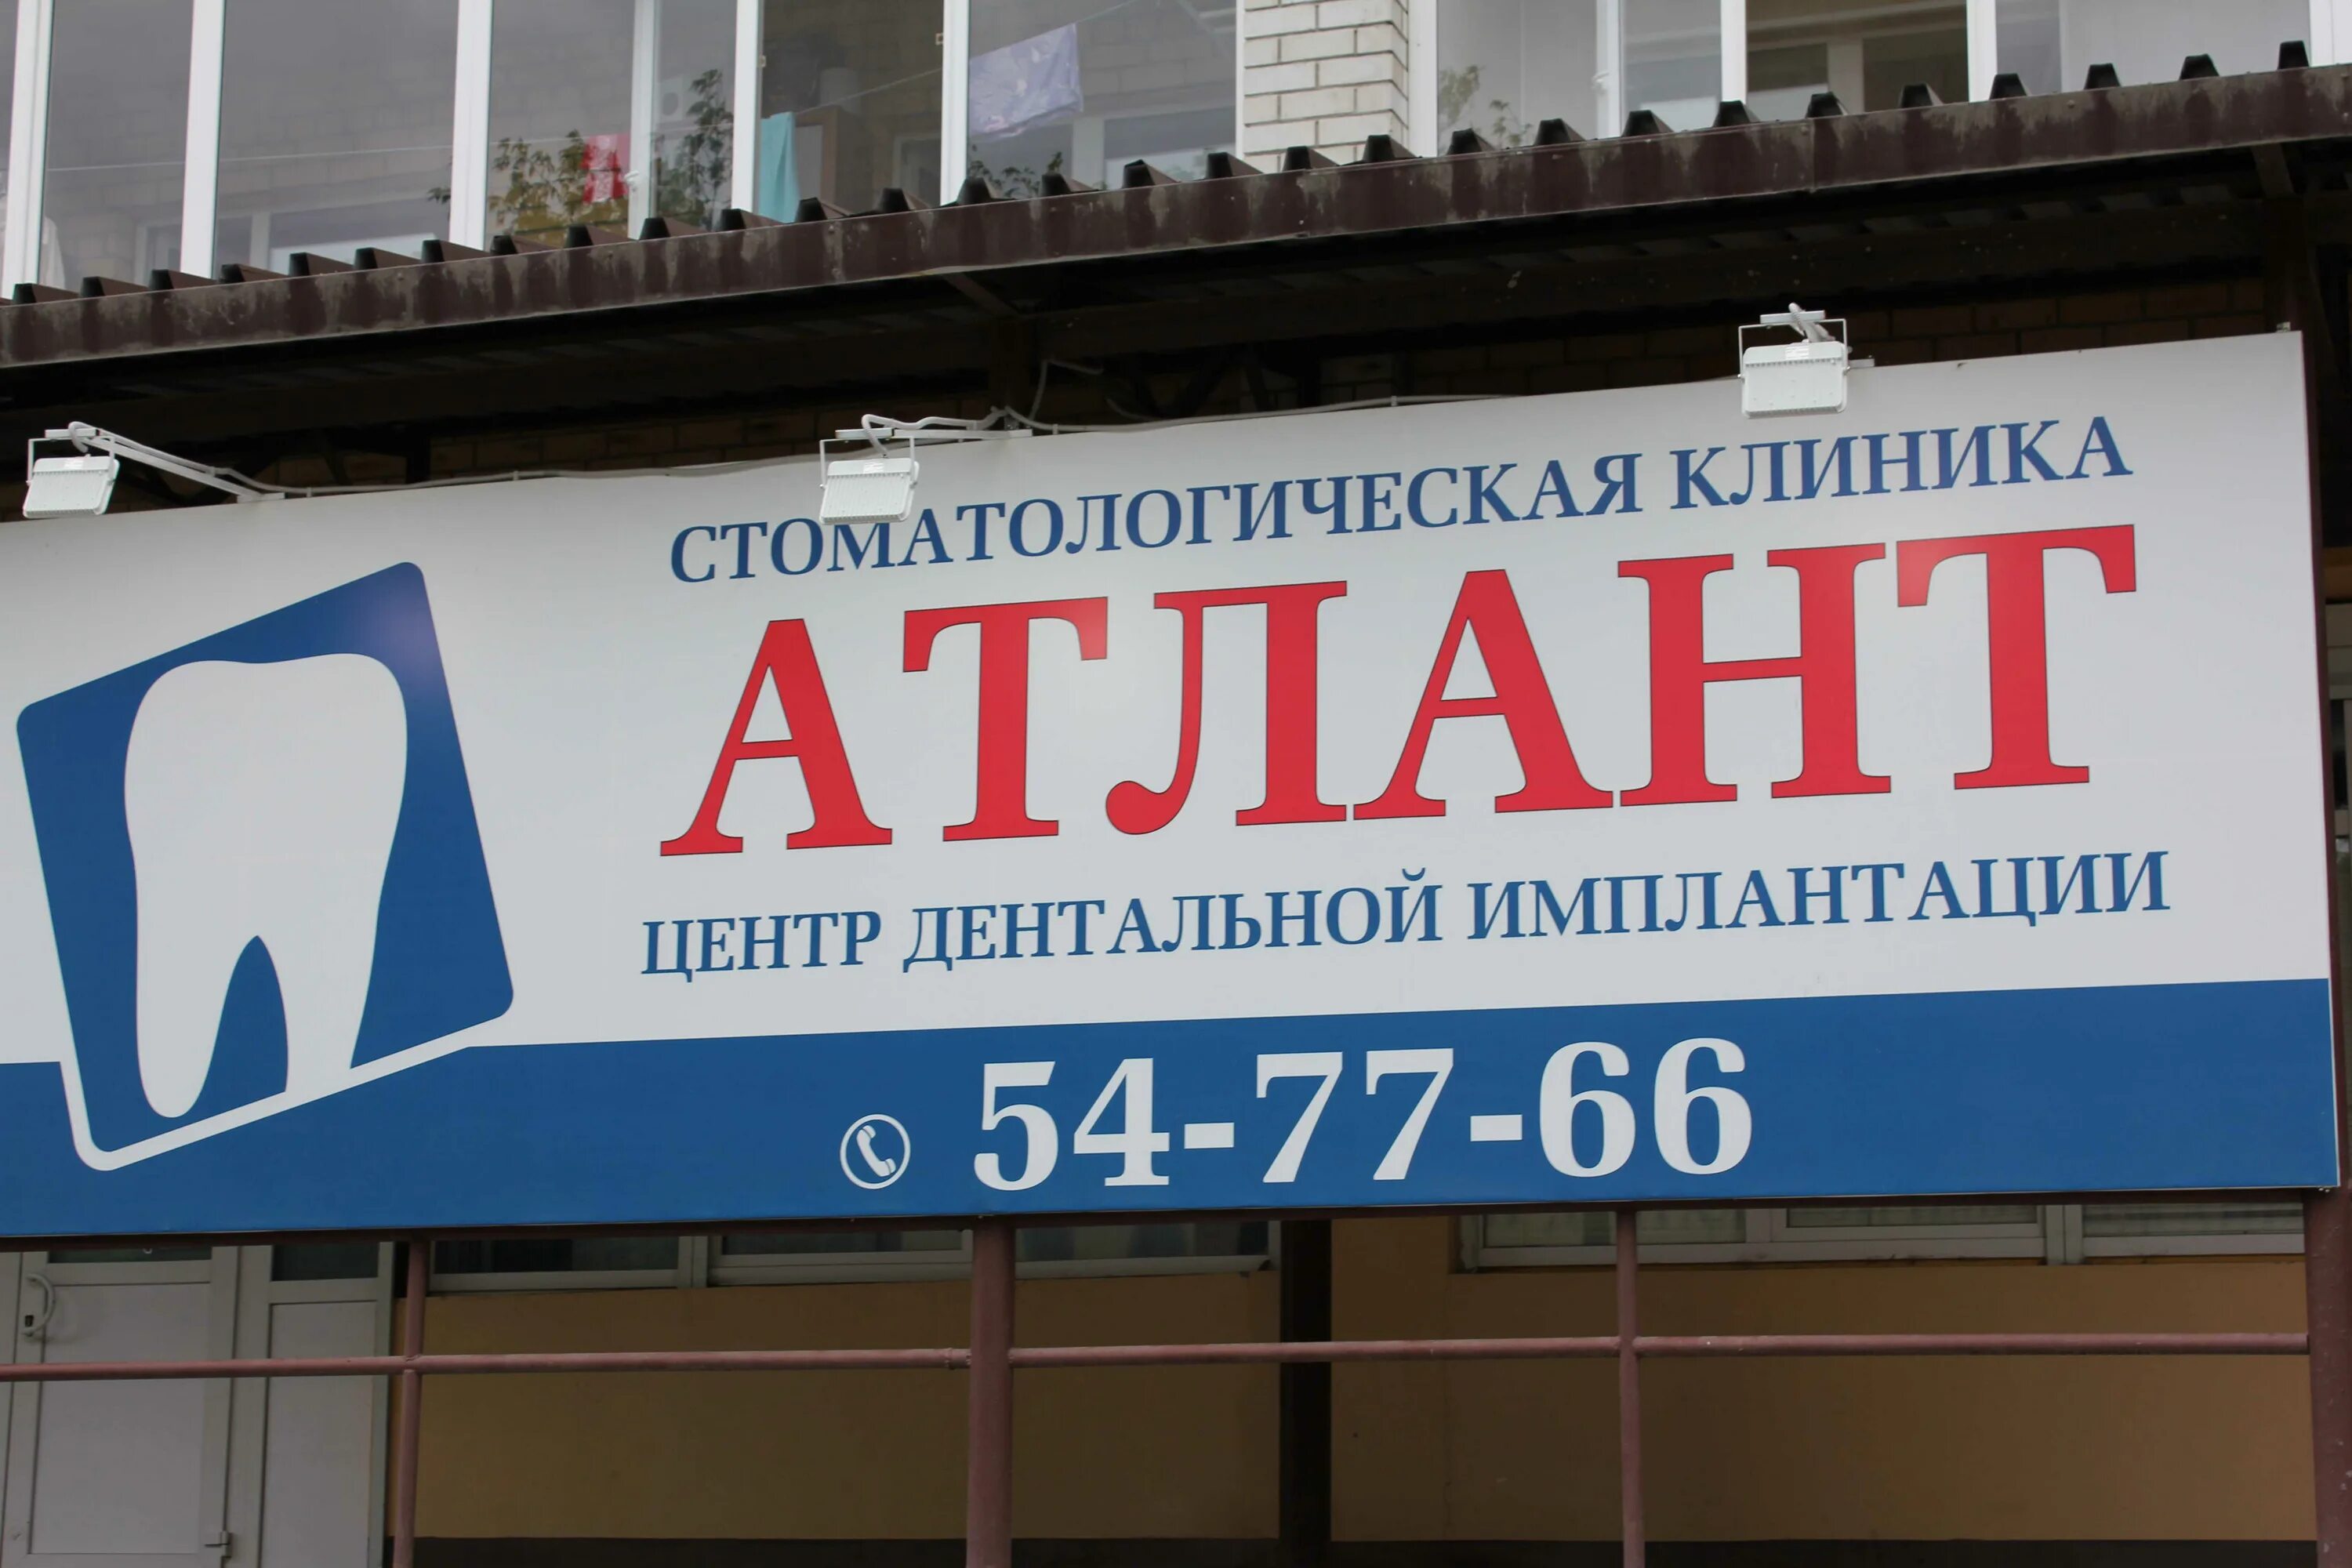 СТОМАТОЛОГИЧЕСКАЯ КЛИНИКА
АТЛАНТ
ЦЕНТР ДЕНТАЛЬНОЙ ИМПЛАНТАЦИИ
54-77-66